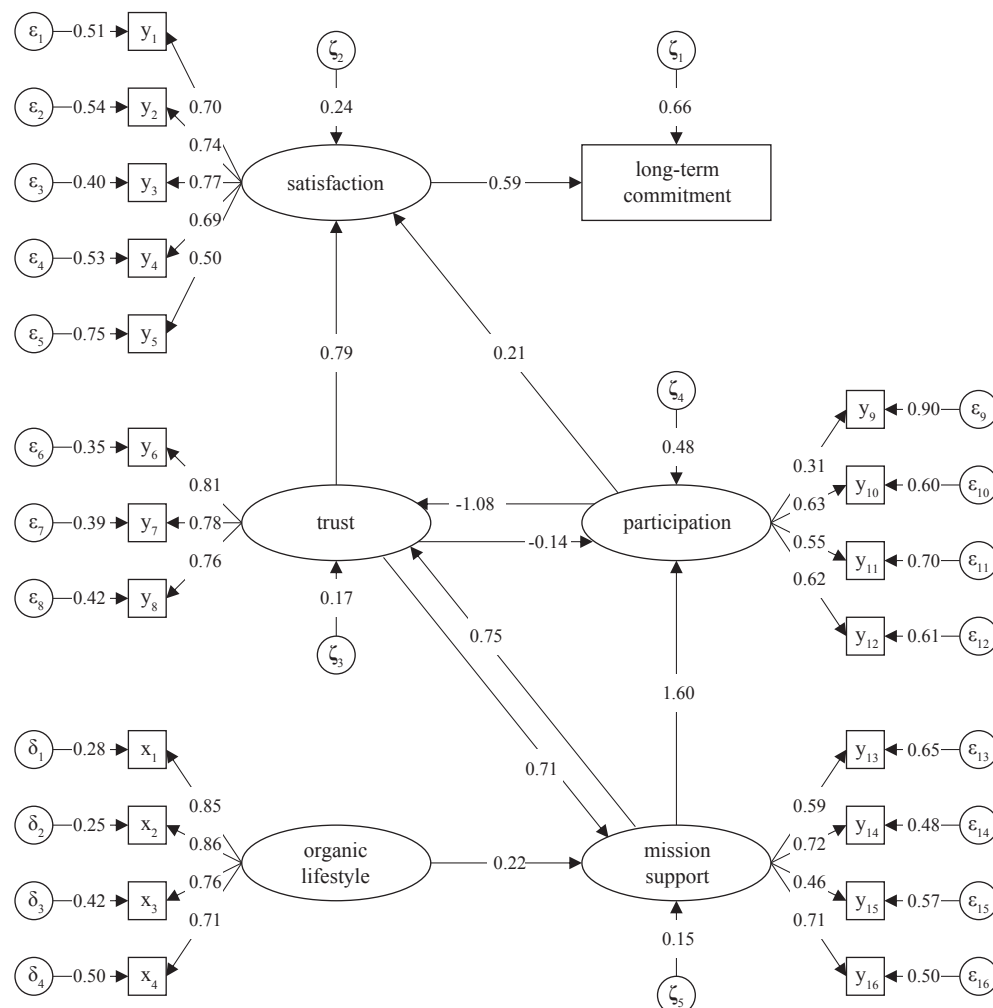 ε1 0.51 y1
ζ2
ζ1
0.70
ε2 0.54 y2
0.24
0.66
0.74
ε3 0.40 y3
0.77
satisfaction
0.59
long-term
commitment
0.69
ε4 0.53 y4
0.50
ε5 0.75 y5
0.79
0.21
ζ4
y9 0.90 ε9
ε6 0.35 y6
0.48
0.31
0.81
y10 0.60 ε10
0.63
-1.08
ε7 0.39 y7
0.78
trust
participation
-0.14
0.55
y11 0.70 ε11
0.76
0.62
ε8 0.42 y8
0.17
y12 0.61 ε12
0.75
ζ3
1.60
δ1 0.28 x1
y13 0.65 ε13
0.71
0.85
0.59
δ2 0.25 x2
y14 0.48 ε14
0.86
0.72
organic
lifestyle
0.22
mission
support
0.76
0.46
δ3 0.42 x3
y15 0.57 ε15
0.71
0.71
0.15
δ4 0.50 x4
y16 0.50 ε16
ζ5